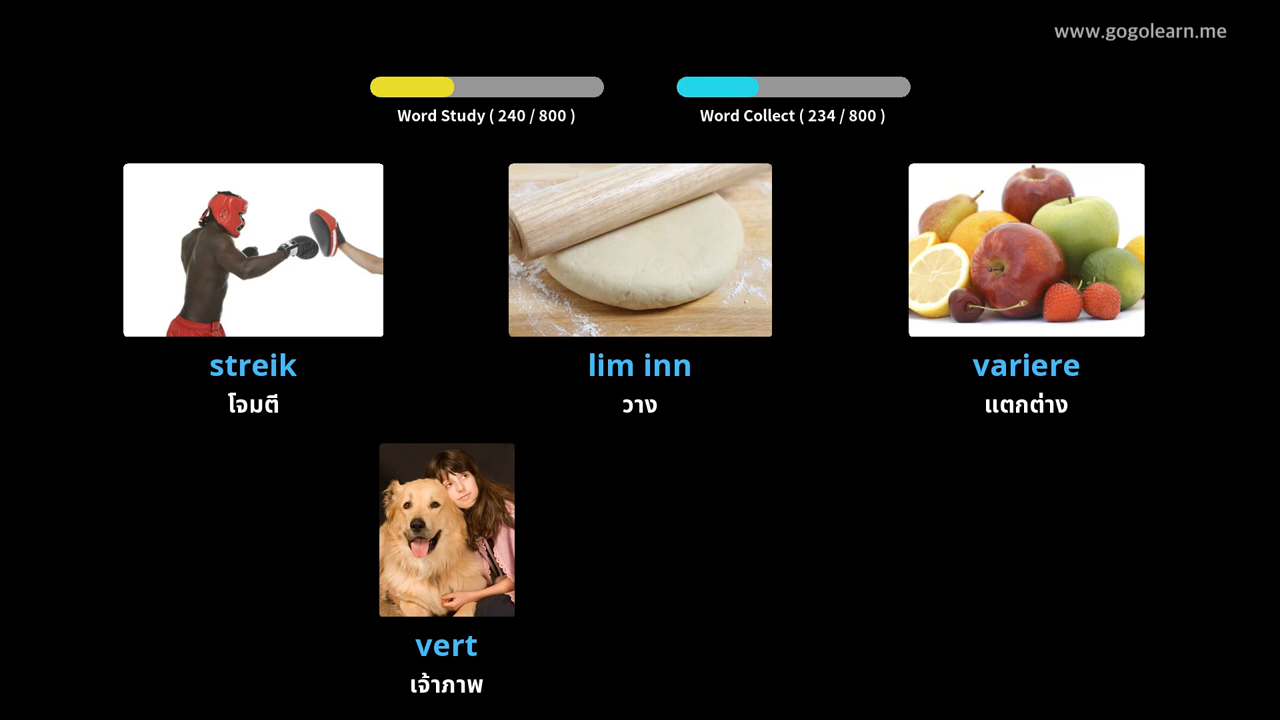 www.gogolearn.me
Word Study ( 240 / 800 )
Word Collect ( 234 / 800 )
streik
โจมตี
lim inn
วาง
variere
แตกต่าง
vert
เจ้าภาพ